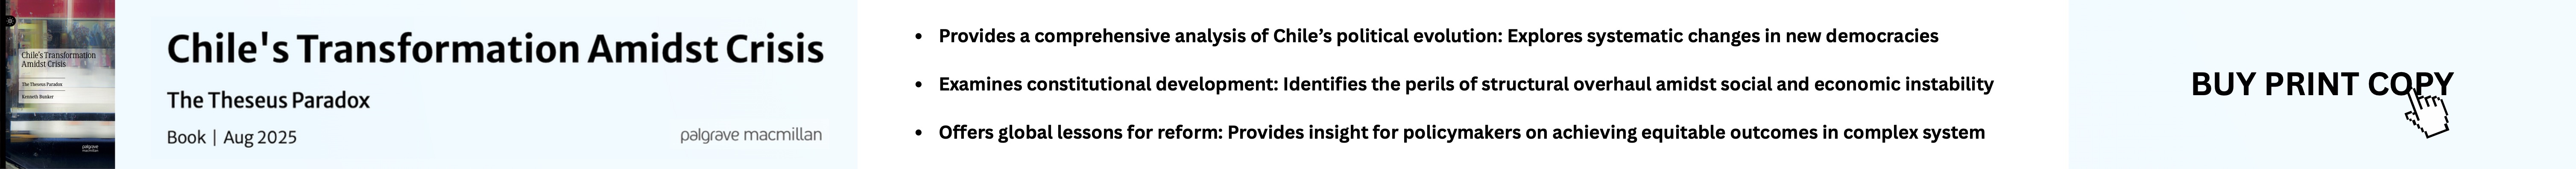 Chile's Transformation
Amidst Crisis
The Theseus Paradox
Kenneth Bunker
palgrave
macmillan
Chile's Transformation Amidst Crisis
The Theseus Paradox
Book | Aug 2025
palgrave macmillan
• Provides a comprehensive analysis of Chile’s political evolution: Explores systematic changes in new democracies
• Examines constitutional development: Identifies the perils of structural overhaul amidst social and economic instability
• Offers global lessons for reform: Provides insight for policymakers on achieving equitable outcomes in complex system
BUY PRINT COPY